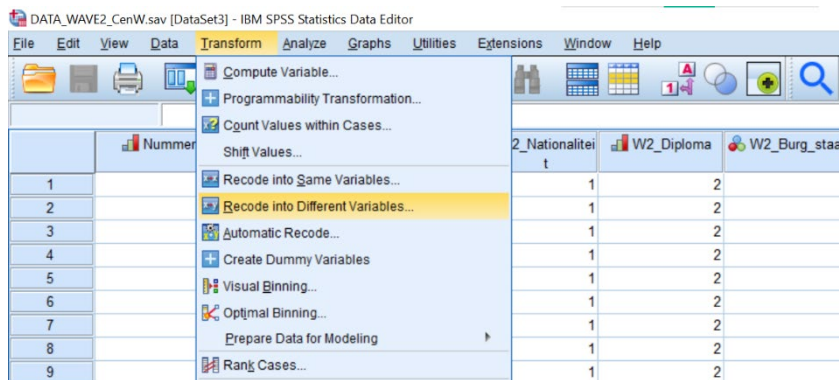 DATA_WAVE2_CenW.sav [DataSet3] - IBM SPSS Statistics Data Editor
File Edit View Data Transform Analyze Graphs Utilities Extensions Window Help
Compute Variable...
Programmability Transformation...
Count Values within Cases...
Shift Values...
Recode into Same Variables...
Recode into Different Variables...
Automatic Recode...
Create Dummy Variables
Visual Binning...
Optimal Binning...
Prepare Data for Modeling
Rank Cases...
A
1 4
Nummer 2_Nationalitei W2_Diploma W2_Burg_staa
t
1 1 2
2 1 2
3 1 2
4 1 2
5 1 2
6 1 2
7 1 2
8 1 2
9 1 2